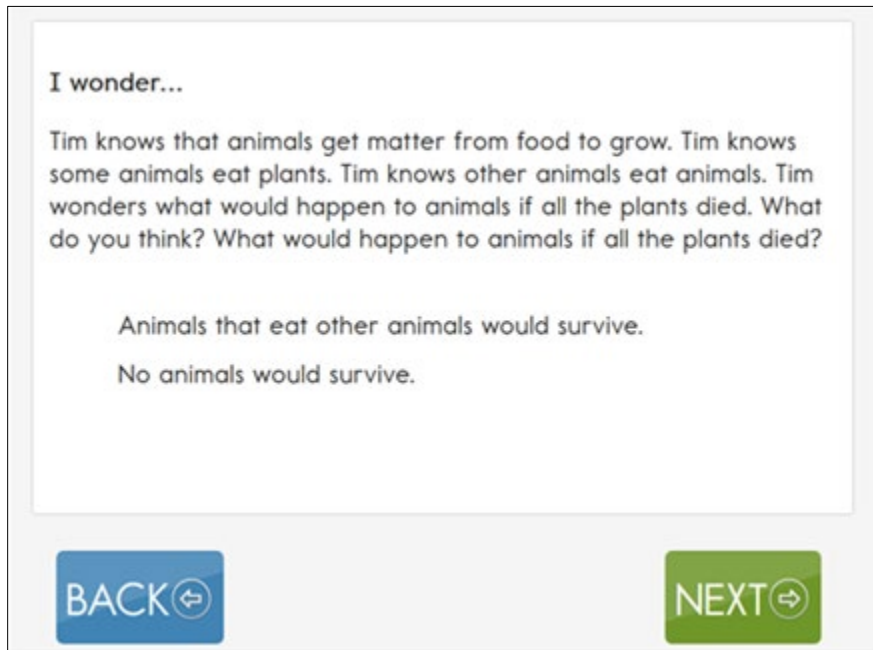 I wonder...
Tim knows that animals get matter from food to grow. Tim knows
some animals eat plants. Tim knows other animals eat animals. Tim
wonders what would happen to animals if all the plants died. What
do you think? What would happen to animals if all the plants died?
Animals that eat other animals would survive.
No animals would survive.
BACK
NEXT